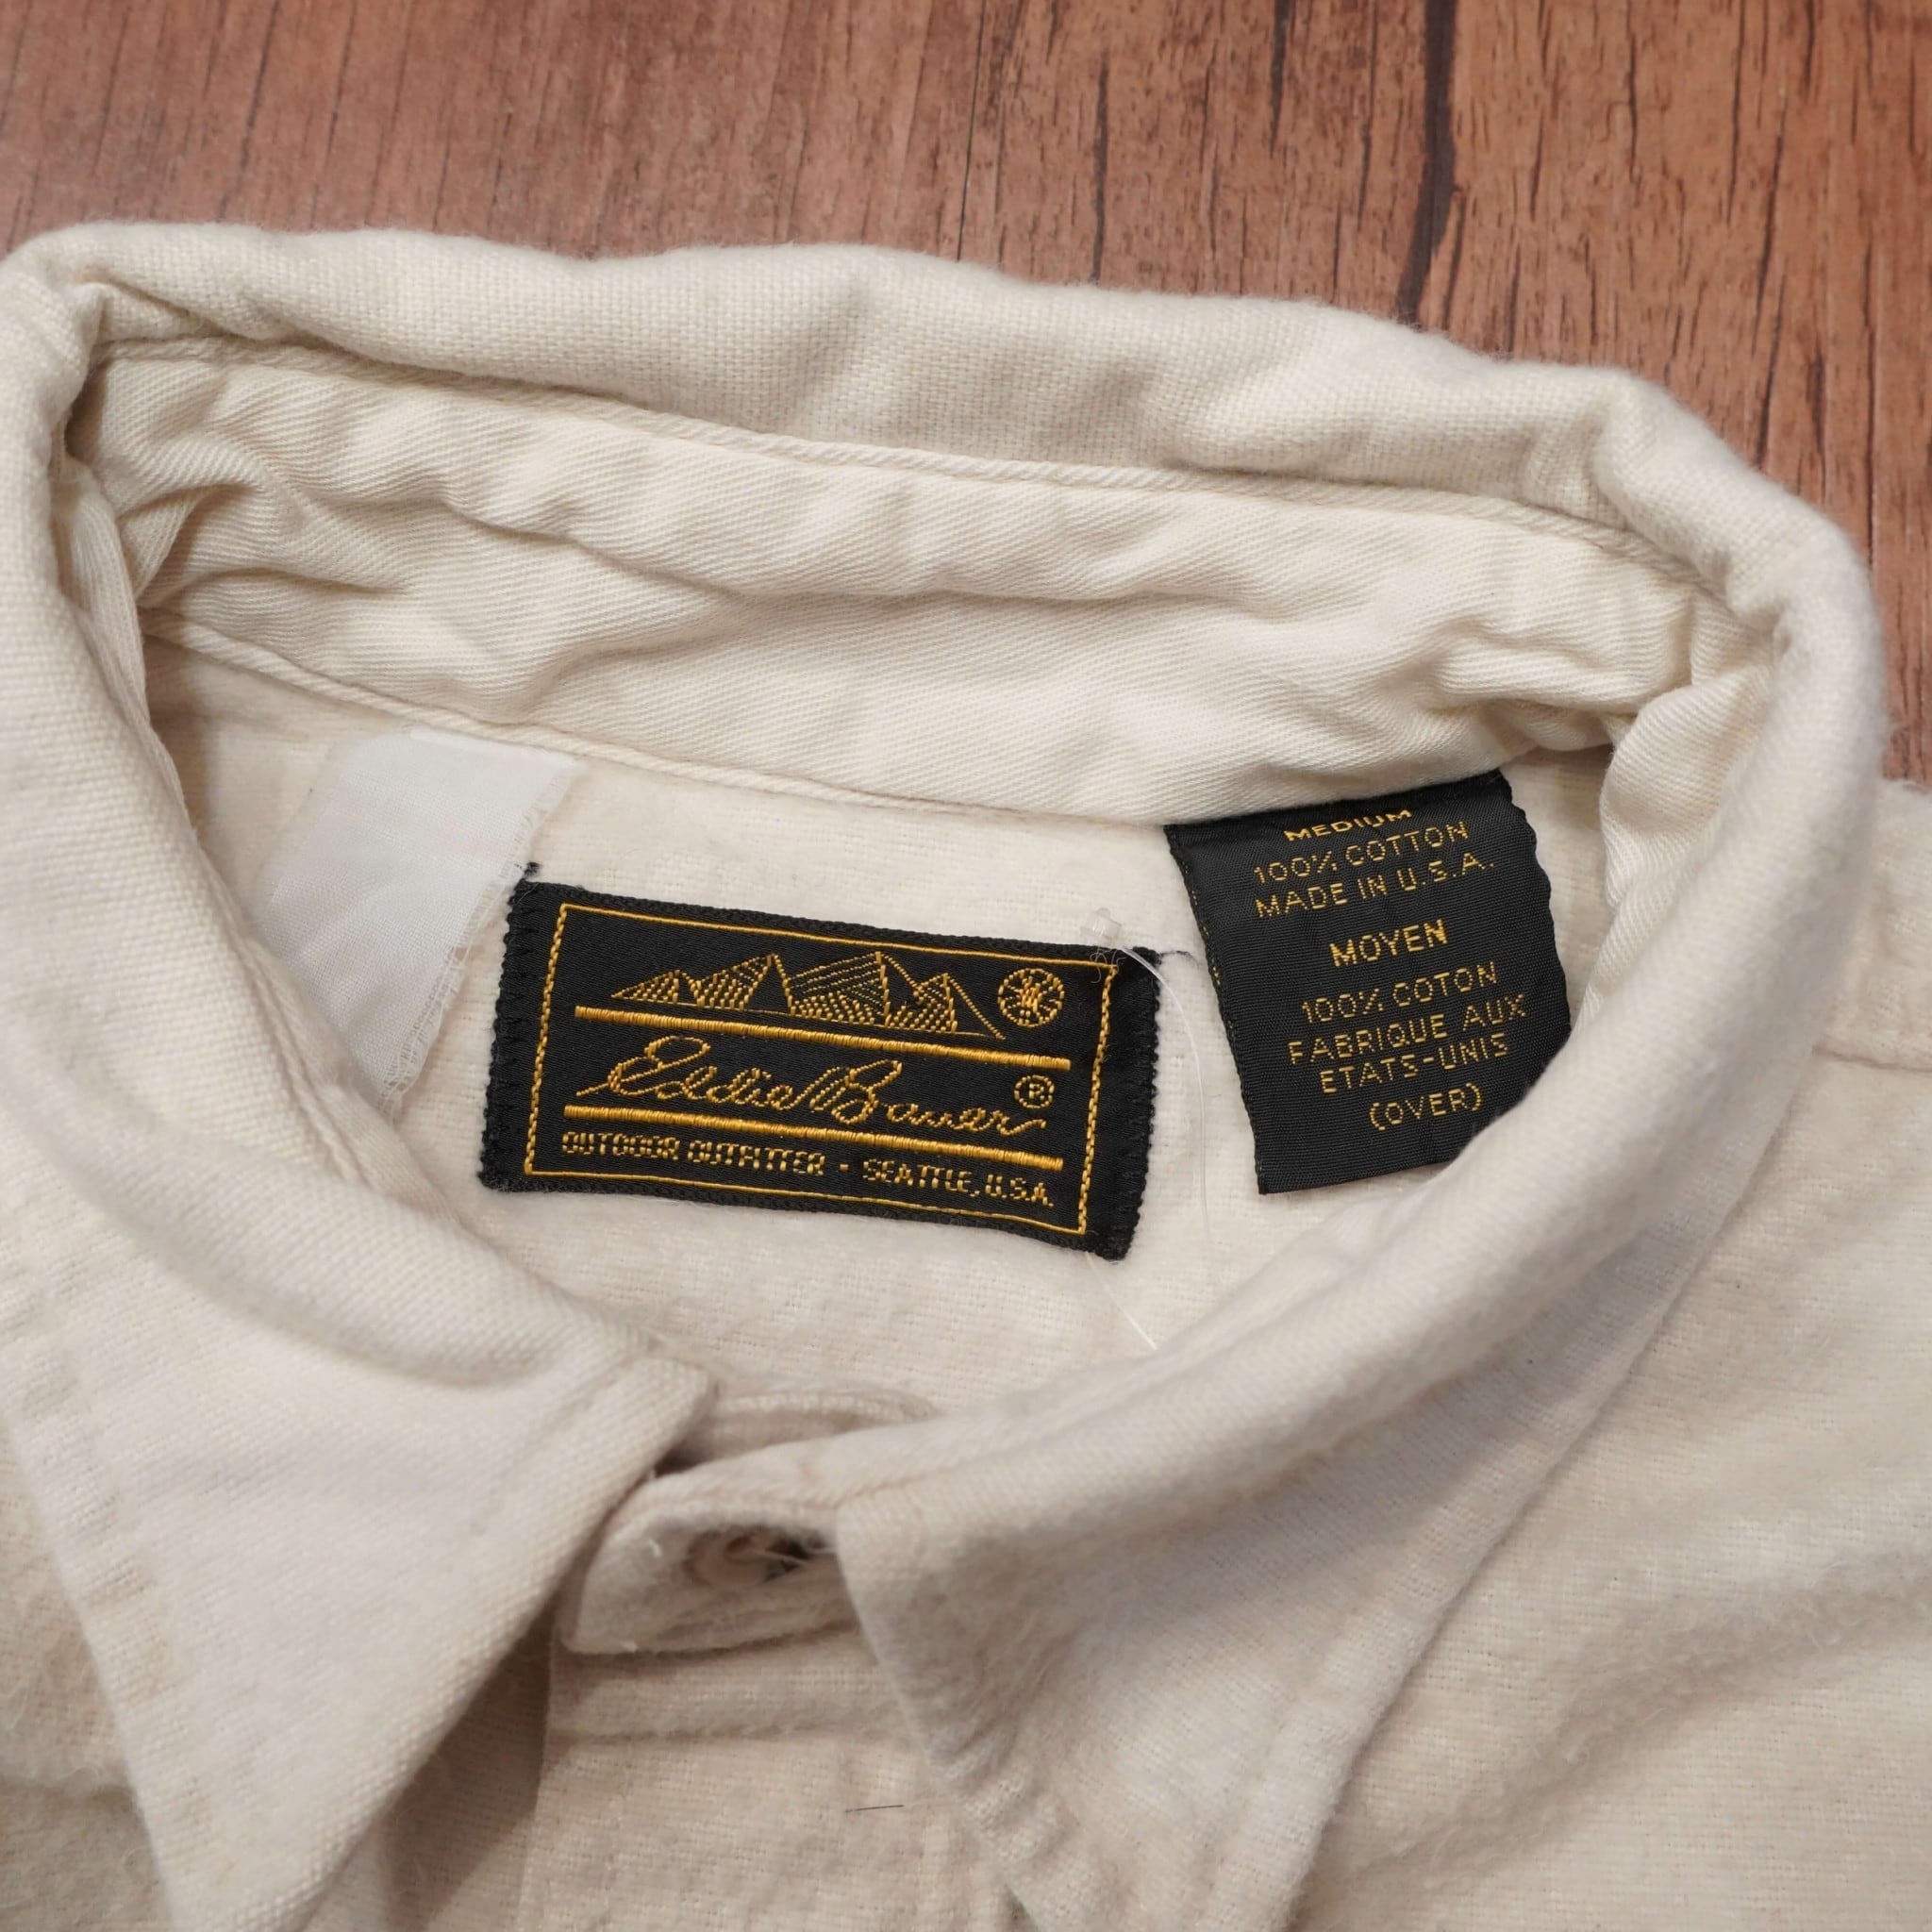 Eddie Bauer®
OUTDOOR OUTFITTER · SEATTLE, U.S.A.
MEDIUM
100% COTTON
MADE IN U.S.A.
MOYEN
100% COTON
FABRIQUE AUX
ETATS-UNIS
(OVER)